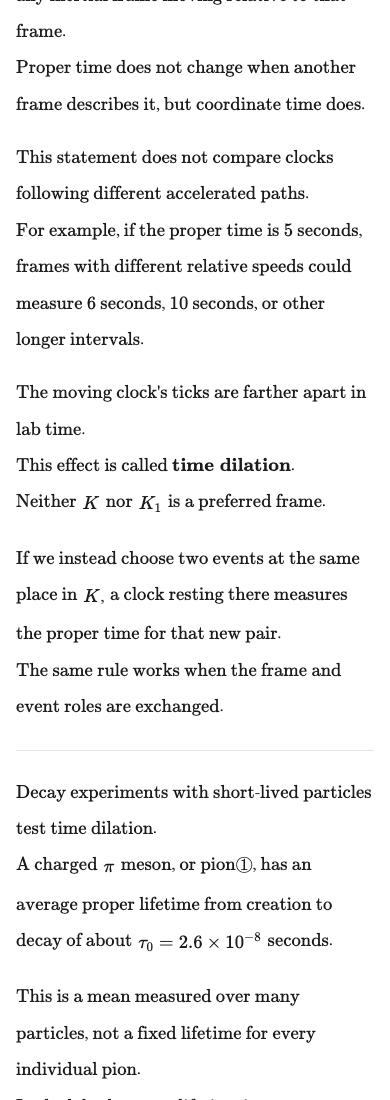 frame.
Proper time does not change when another
frame describes it, but coordinate time does.
This statement does not compare clocks
following different accelerated paths.
For example, if the proper time is 5 seconds,
frames with different relative speeds could
measure 6 seconds, 10 seconds, or other
longer intervals.
The moving clock's ticks are farther apart in
lab time.
This effect is called time dilation.
Neither K nor K₁ is a preferred frame.
If we instead choose two events at the same
place in K, a clock resting there measures
the proper time for that new pair.
The same rule works when the frame and
event roles are exchanged.
Decay experiments with short-lived particles
test time dilation.
A charged π meson, or pion①, has an
average proper lifetime from creation to
decay of about τ₀ = 2.6 × 10⁻⁸ seconds.
This is a mean measured over many
particles, not a fixed lifetime for every
individual pion.